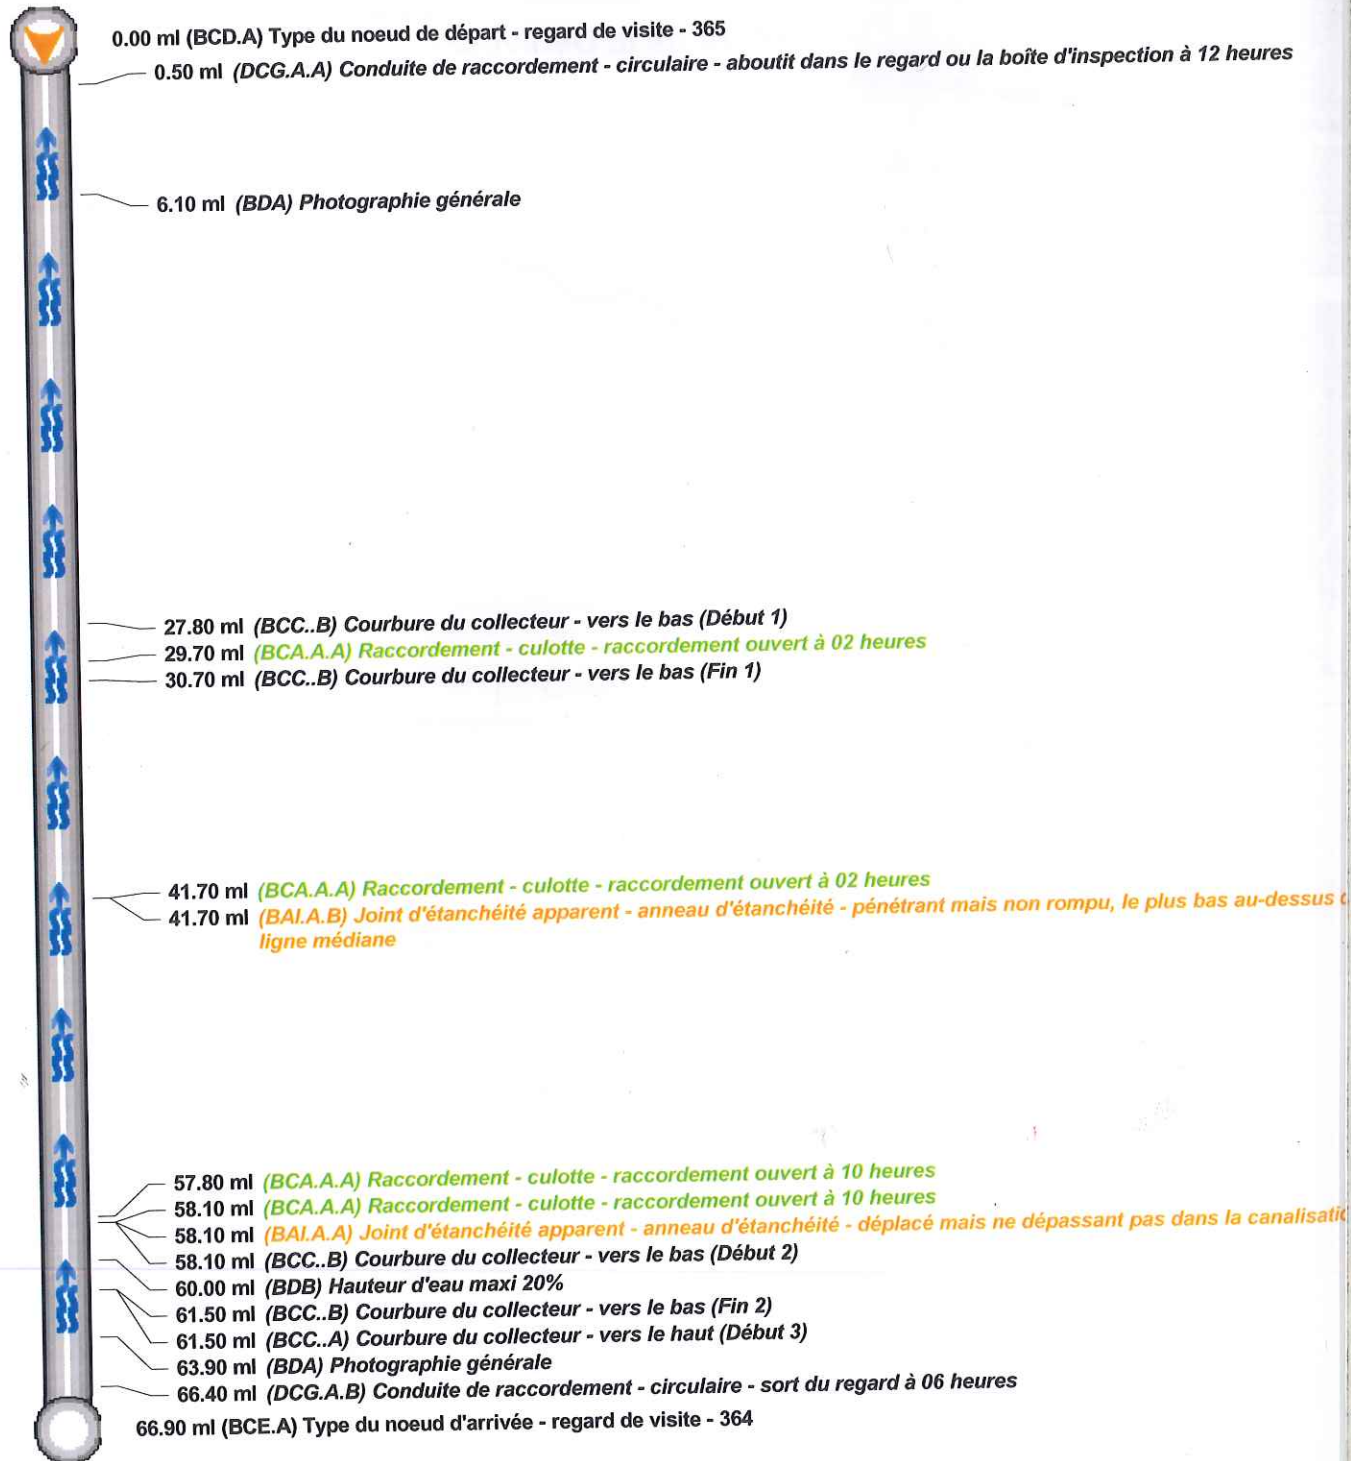 0.00 ml (BCD.A) Type du noeud de départ - regard de visite - 365
0.50 ml (DCG.A.A) Conduite de raccordement - circulaire - aboutit dans le regard ou la boîte d'inspection à 12 heures
6.10 ml (BDA) Photographie générale
27.80 ml (BCC..B) Courbure du collecteur - vers le bas (Début 1)
29.70 ml (BCA.A.A) Raccordement - culotte - raccordement ouvert à 02 heures
30.70 ml (BCC..B) Courbure du collecteur - vers le bas (Fin 1)
41.70 ml (BCA.A.A) Raccordement - culotte - raccordement ouvert à 02 heures
41.70 ml (BAI.A.B) Joint d'étanchéité apparent - anneau d'étanchéité - pénétrant mais non rompu, le plus bas au-dessus
ligne médiane
57.80 ml (BCA.A.A) Raccordement - culotte - raccordement ouvert à 10 heures
58.10 ml (BCA.A.A) Raccordement - culotte - raccordement ouvert à 10 heures
58.10 ml (BAI.A.A) Joint d'étanchéité apparent - anneau d'étanchéité - déplacé mais ne dépassant pas dans la
58.10 ml (BCC..B) Courbure du collecteur - vers le bas (Début 2)
60.00 ml (BDB) Hauteur d'eau maxi 20%
61.50 ml (BCC..B) Courbure du collecteur - vers le bas (Fin 2)
61.50 ml (BCC..A) Courbure du collecteur - vers le haut (Début 3)
63.90 ml (BDA) Photographie générale
66.40 ml (DCG.A.B) Conduite de raccordement - circulaire - sort du regard à 06 heures
66.90 ml (BCE.A) Type du noeud d'arrivée - regard de visite - 364